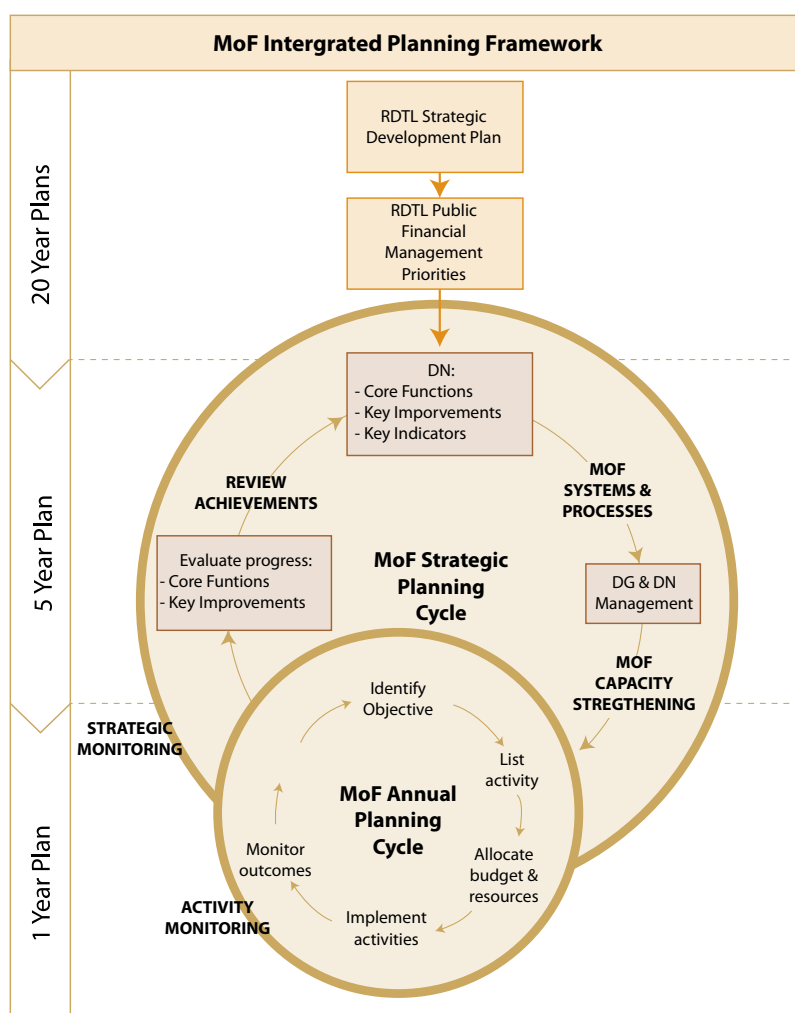 MoF Intergrated Planning Framework
20 Year Plans
RDTL Strategic
Development Plan
RDTL Public
Financial
Management
Priorities
5 Year Plan
DN:
- Core Functions
- Key Imporvements
- Key Indicators
REVIEW
ACHIEVEMENTS
MOF
SYSTEMS &
PROCESSES
Evaluate progress:
- Core Funtions
- Key Improvements
MoF Strategic
Planning
Cycle
DG & DN
Management
MOF
CAPACITY
STREGTHENING
STRATEGIC
MONITORING
1 Year Plan
Identify
Objective
List
activity
MoF Annual
Planning
Cycle
Allocate
budget &
resources
Monitor
outcomes
Implement
activities
ACTIVITY
MONITORING